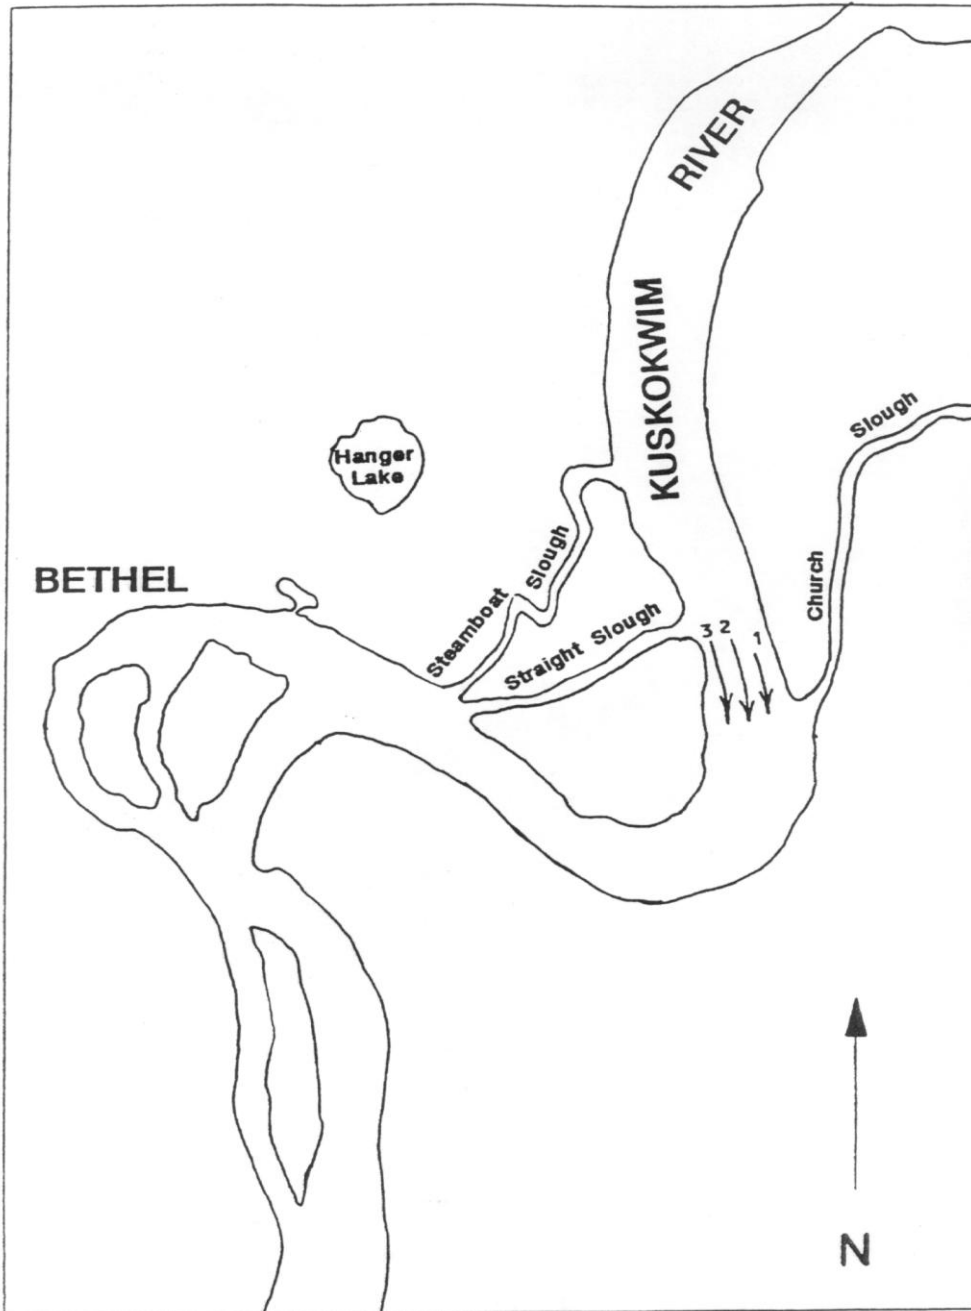 RIVER
KUSKOKWIM
Slough
Hanger
Lake
BETHEL
Slough
Church
Steamboat
Straight Slough
3 2 1
N